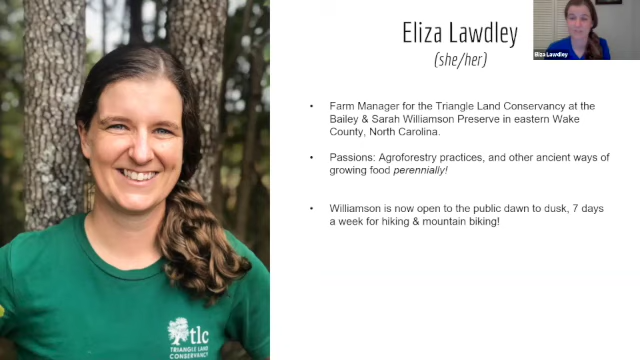 Eliza Lawdley
(she/her)
Eliza Lawdley
• Farm Manager for the Triangle Land Conservancy at the
Bailey & Sarah Williamson Preserve in eastern Wake
County, North Carolina.
• Passions: Agroforestry practices, and other ancient ways of
growing food perennially!
• Williamson is now open to the public dawn to dusk, 7 days
a week for hiking & mountain biking!
tlc
TRIANGLE LAND
CONSERVANCY